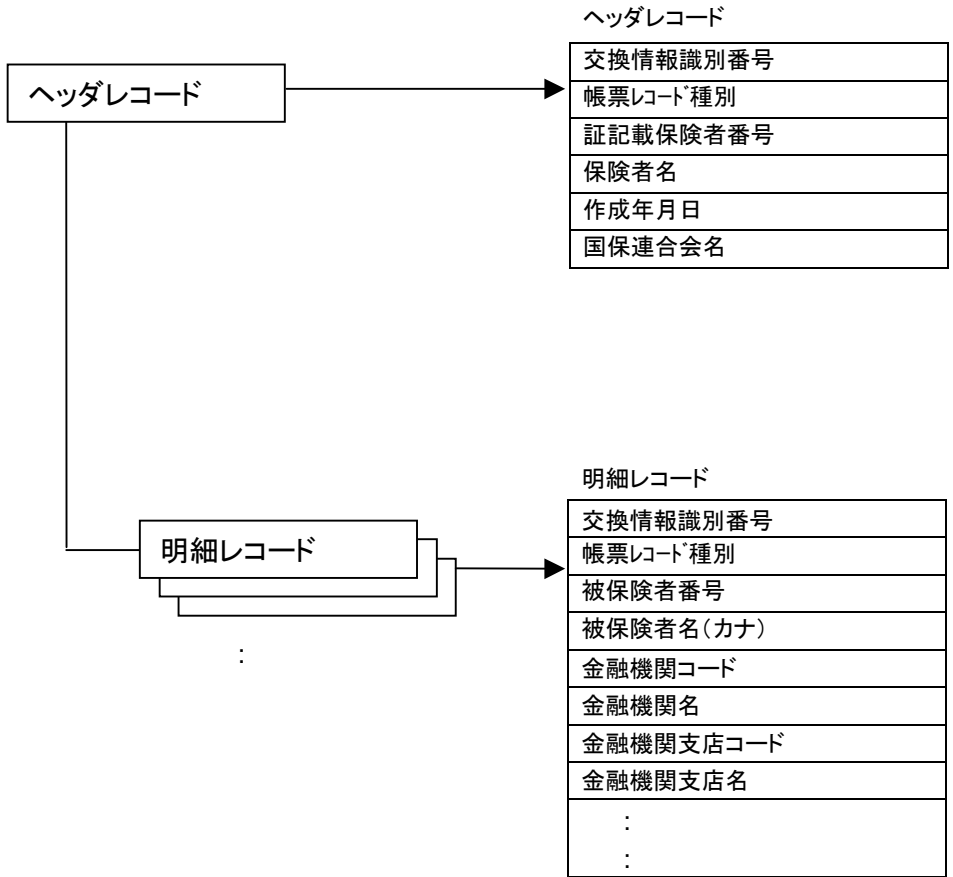 ヘッダレコード
ヘッダレコード
交換情報識別番号
帳票ﾚｺｰﾄﾞ種別
証記載保険者番号
保険者名
作成年月日
国保連合会名
明細レコード
明細レコード
:
交換情報識別番号
帳票ﾚｺｰﾄﾞ種別
被保険者番号
被保険者名(カナ)
金融機関コード
金融機関名
金融機関支店コード
金融機関支店名
:
: